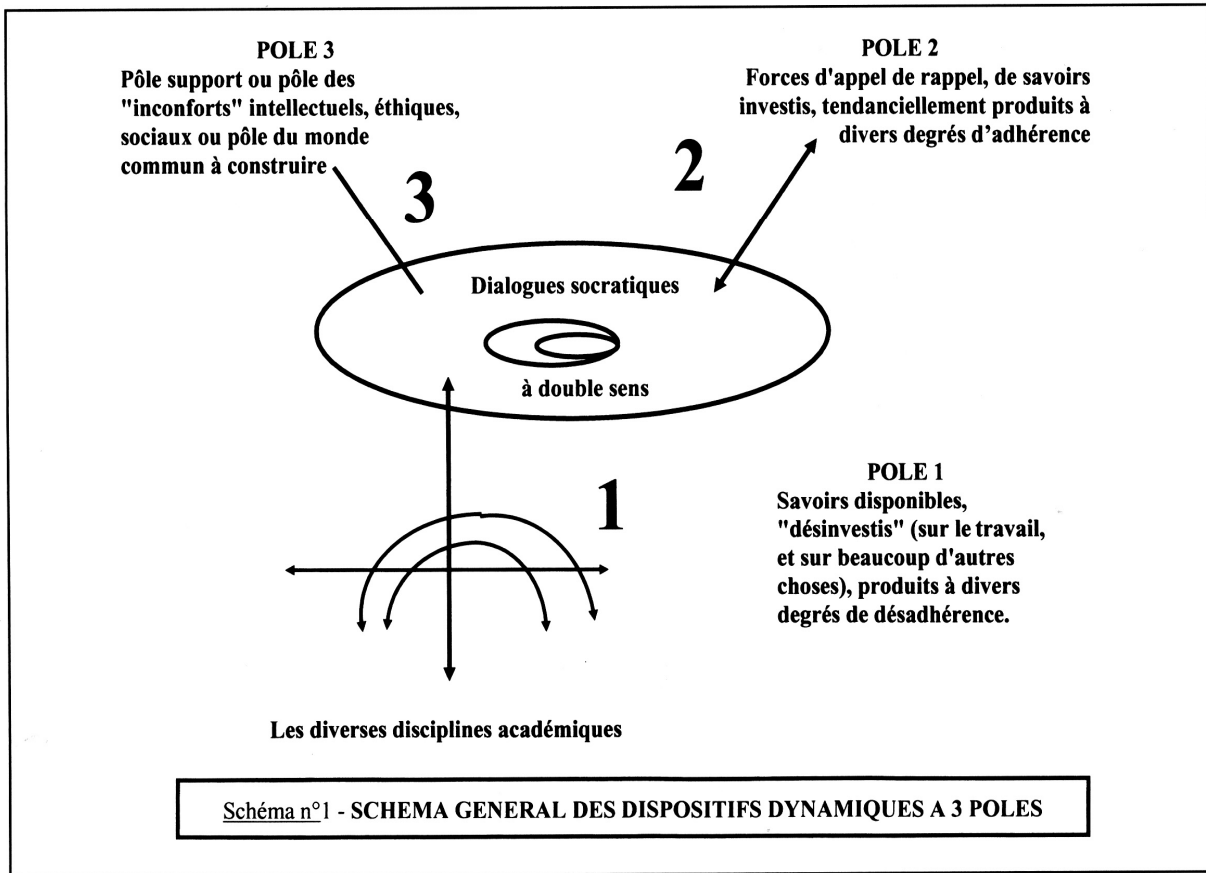 POLE 3
Pôle support ou pôle des
"inconforts" intellectuels, éthiques,
sociaux ou pôle du monde
commun à construire
3
POLE 2
Forces d'appel de rappel, de savoirs
investis, tendanciellement produits à
divers degrés d’adhérence
2
Dialogues socratiques
à double sens
1
POLE 1
Savoirs disponibles,
"désinvestis" (sur le travail,
et sur beaucoup d'autres
choses), produits à divers
degrés de désadhérence.
Les diverses disciplines académiques
Schéma n°1 - SCHEMA GENERAL DES DISPOSITIFS DYNAMIQUES A 3 POLES